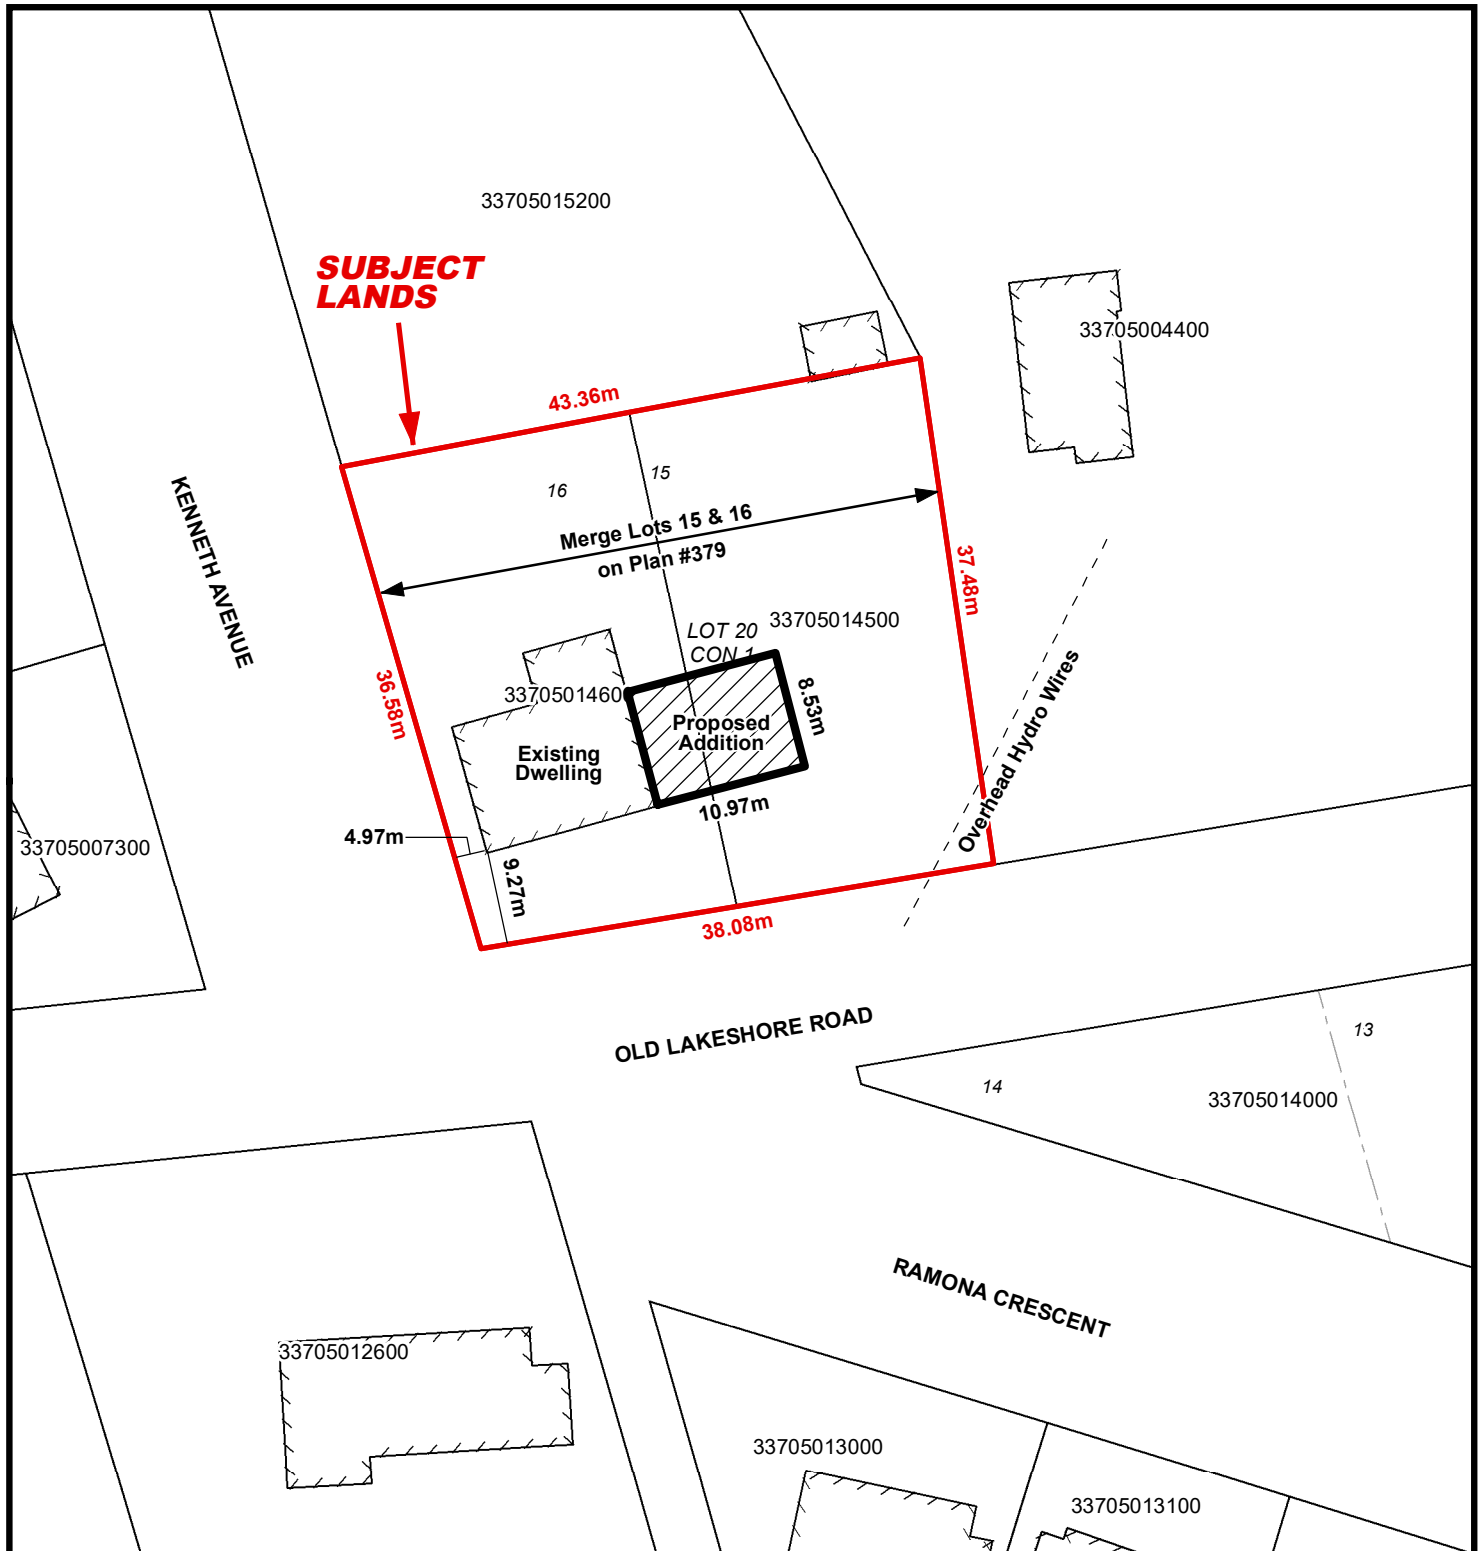 33705015200
SUBJECT
LANDS
33705004400
43.36m
16
15
Merge Lots 15 & 16
on Plan #379
KENNETH AVENUE
37.48m
LOT 20
CON 1
33705014500
36.58m
3370501460
8.53m
Proposed
Addition
Existing
Dwelling
Overhead Hydro Wires
10.97m
4.97m
33705007300
9.27m
38.08m
OLD LAKESHORE ROAD
13
14
33705014000
RAMONA CRESCENT
33705012600
33705013000
33705013100